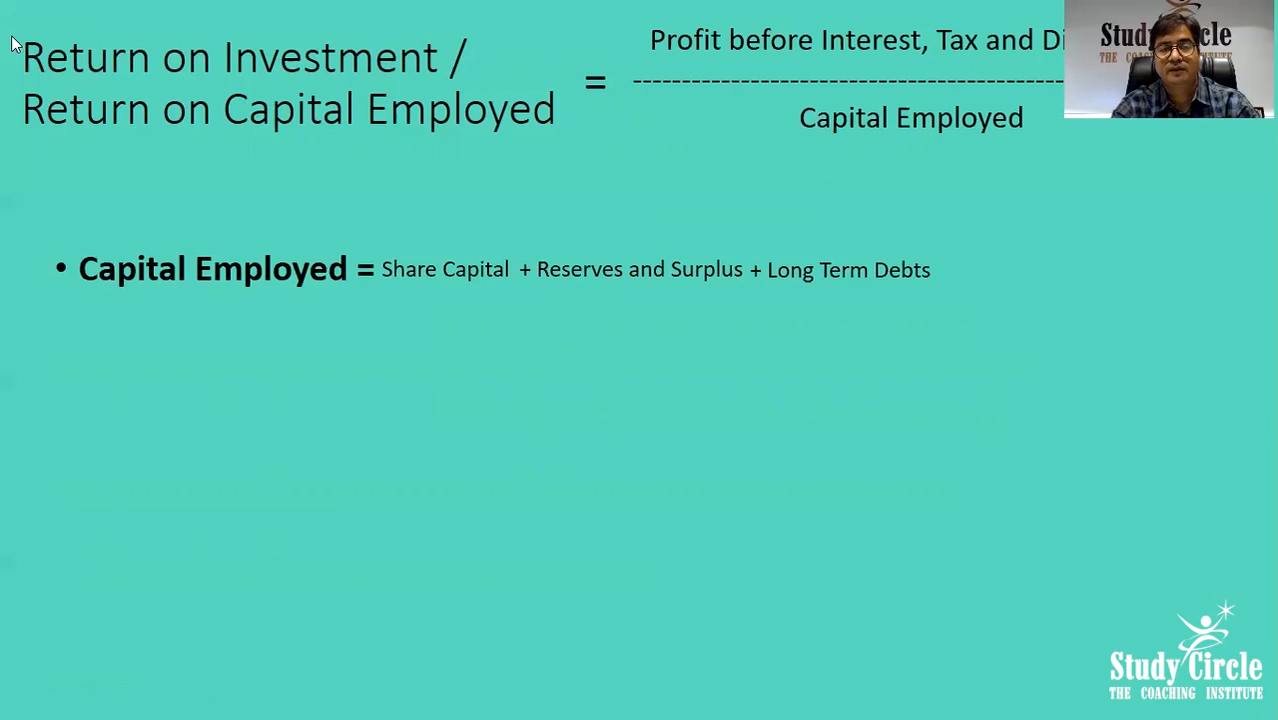 Return on Investment /
Return on Capital Employed
=
Profit before Interest, Tax and
--------------------------------------------------
Capital Employed
• Capital Employed = Share Capital + Reserves and Surplus + Long Term Debts
Study Circle
THE COACHING INSTITUTE